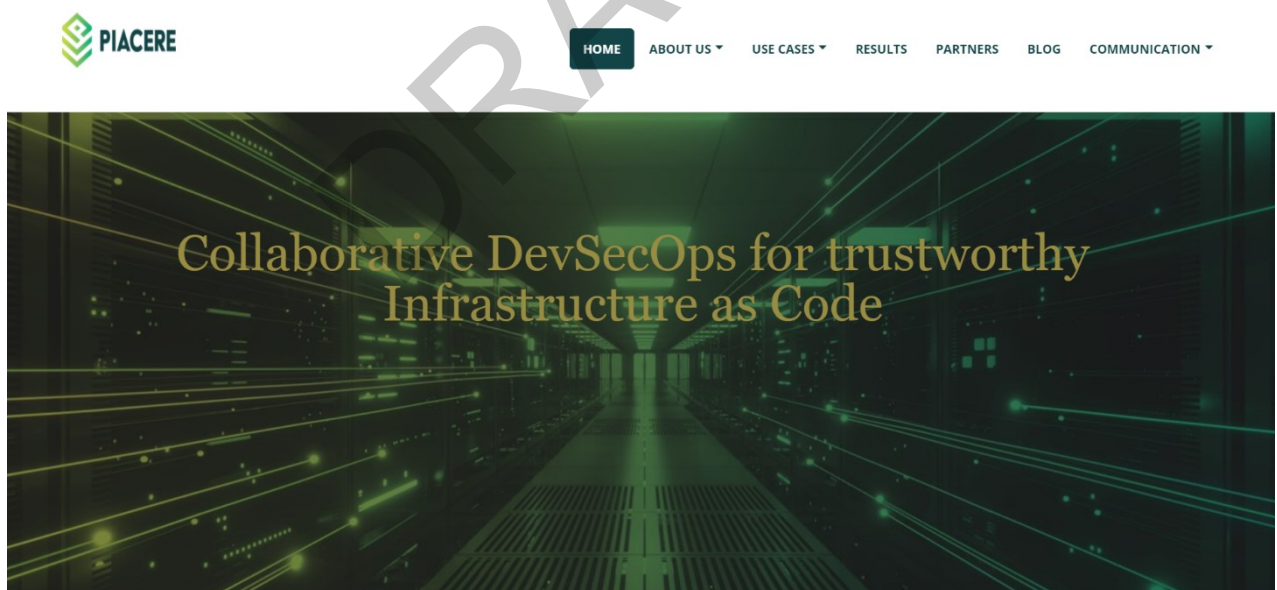 PIACERE
HOME ABOUT US USE CASES RESULTS PARTNERS BLOG COMMUNICATION
Collaborative DevSecOps for trustworthy
Infrastructure as Code